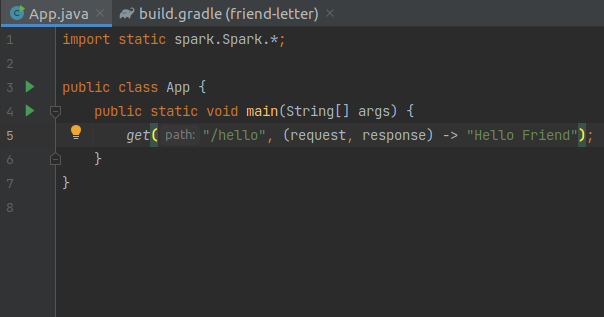 App.java
build.gradle (friend-letter)
1 import static spark.Spark.*;
2
3 public class App {
4 public static void main(String[] args) {
5 get( path: "/hello", (request, response) -> "Hello Friend");
6 }
7 }
8